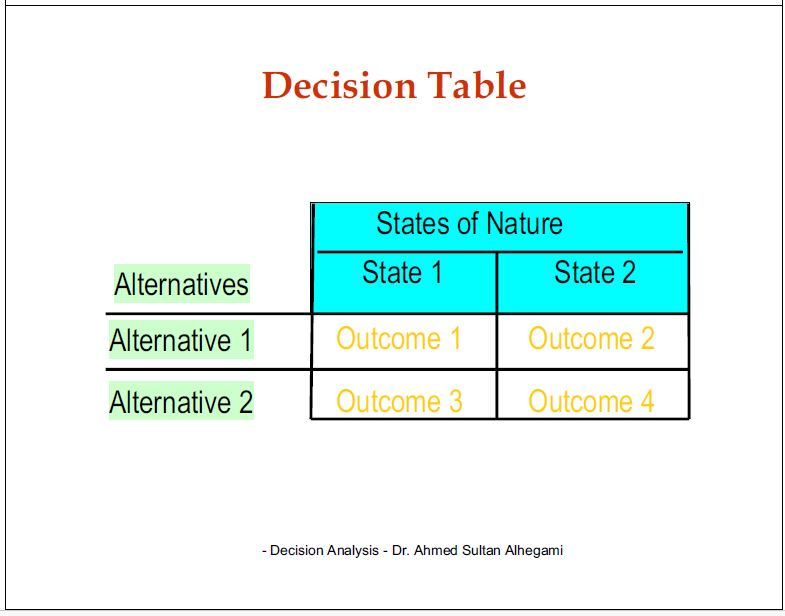 Decision Table
States of Nature
Alternatives State 1 State 2
Alternative 1 Outcome 1 Outcome 2
Alternative 2 Outcome 3 Outcome 4
- Decision Analysis - Dr. Ahmed Sultan Alhegami